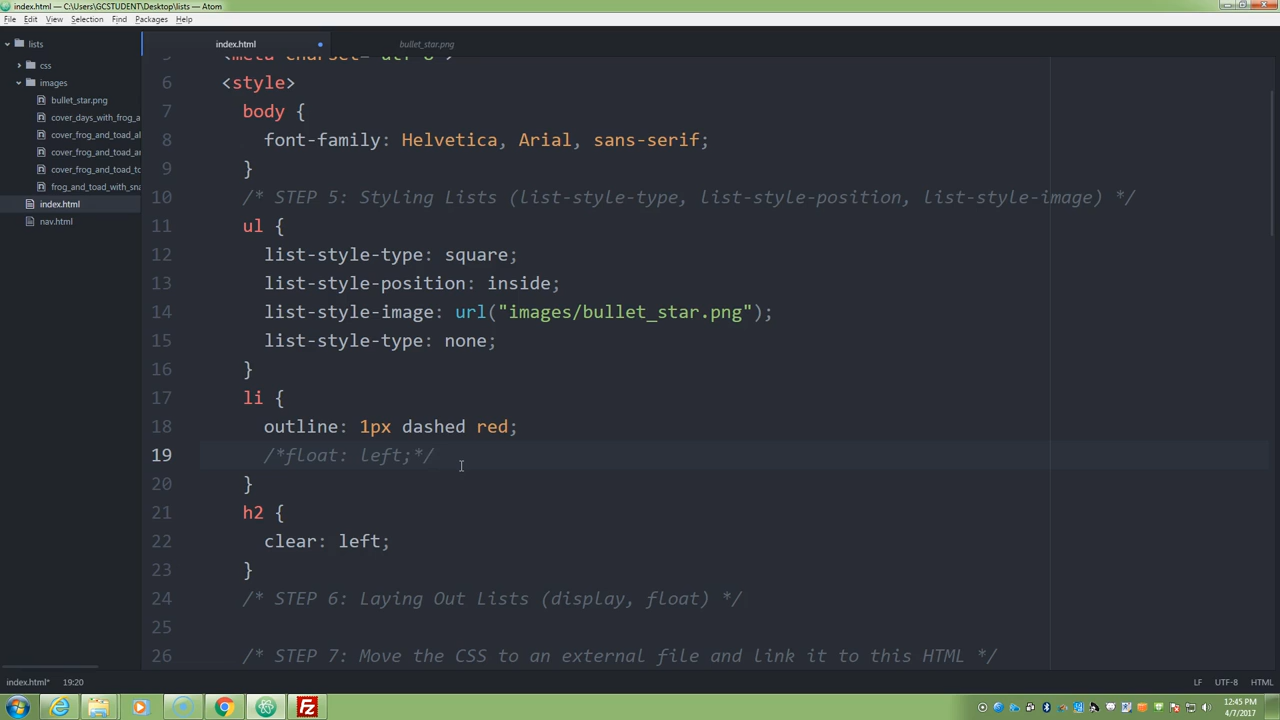 index.html — C:\Users\GCSTUDENT\Desktop\lists — Atom
File Edit View Selection Find Packages Help
lists
css
images
bullet_star.png
cover_days_with_frog_a
cover_frog_and_toad_al
cover_frog_and_toad_ar
cover_frog_and_toad_to
frog_and_toad_with_sna
index.html
nav.html
index.html bullet_star.png
6 <style>
7 body {
8 font-family: Helvetica, Arial, sans-serif;
9 }
10 /* STEP 5: Styling Lists (list-style-type, list-style-position, list-style-image) */
11 ul {
12 list-style-type: square;
13 list-style-position: inside;
14 list-style-image: url("images/bullet_star.png");
15 list-style-type: none;
16 }
17 li {
18 outline: 1px dashed red;
19 /*float: left;*/
20 }
21 h2 {
22 clear: left;
23 }
24 /* STEP 6: Laying Out Lists (display, float) */
25
26 /* STEP 7: Move the CSS to an external file and link it to this HTML */
index.html* 19:20 LF UTF-8 HTML
12:45 PM
4/7/2017